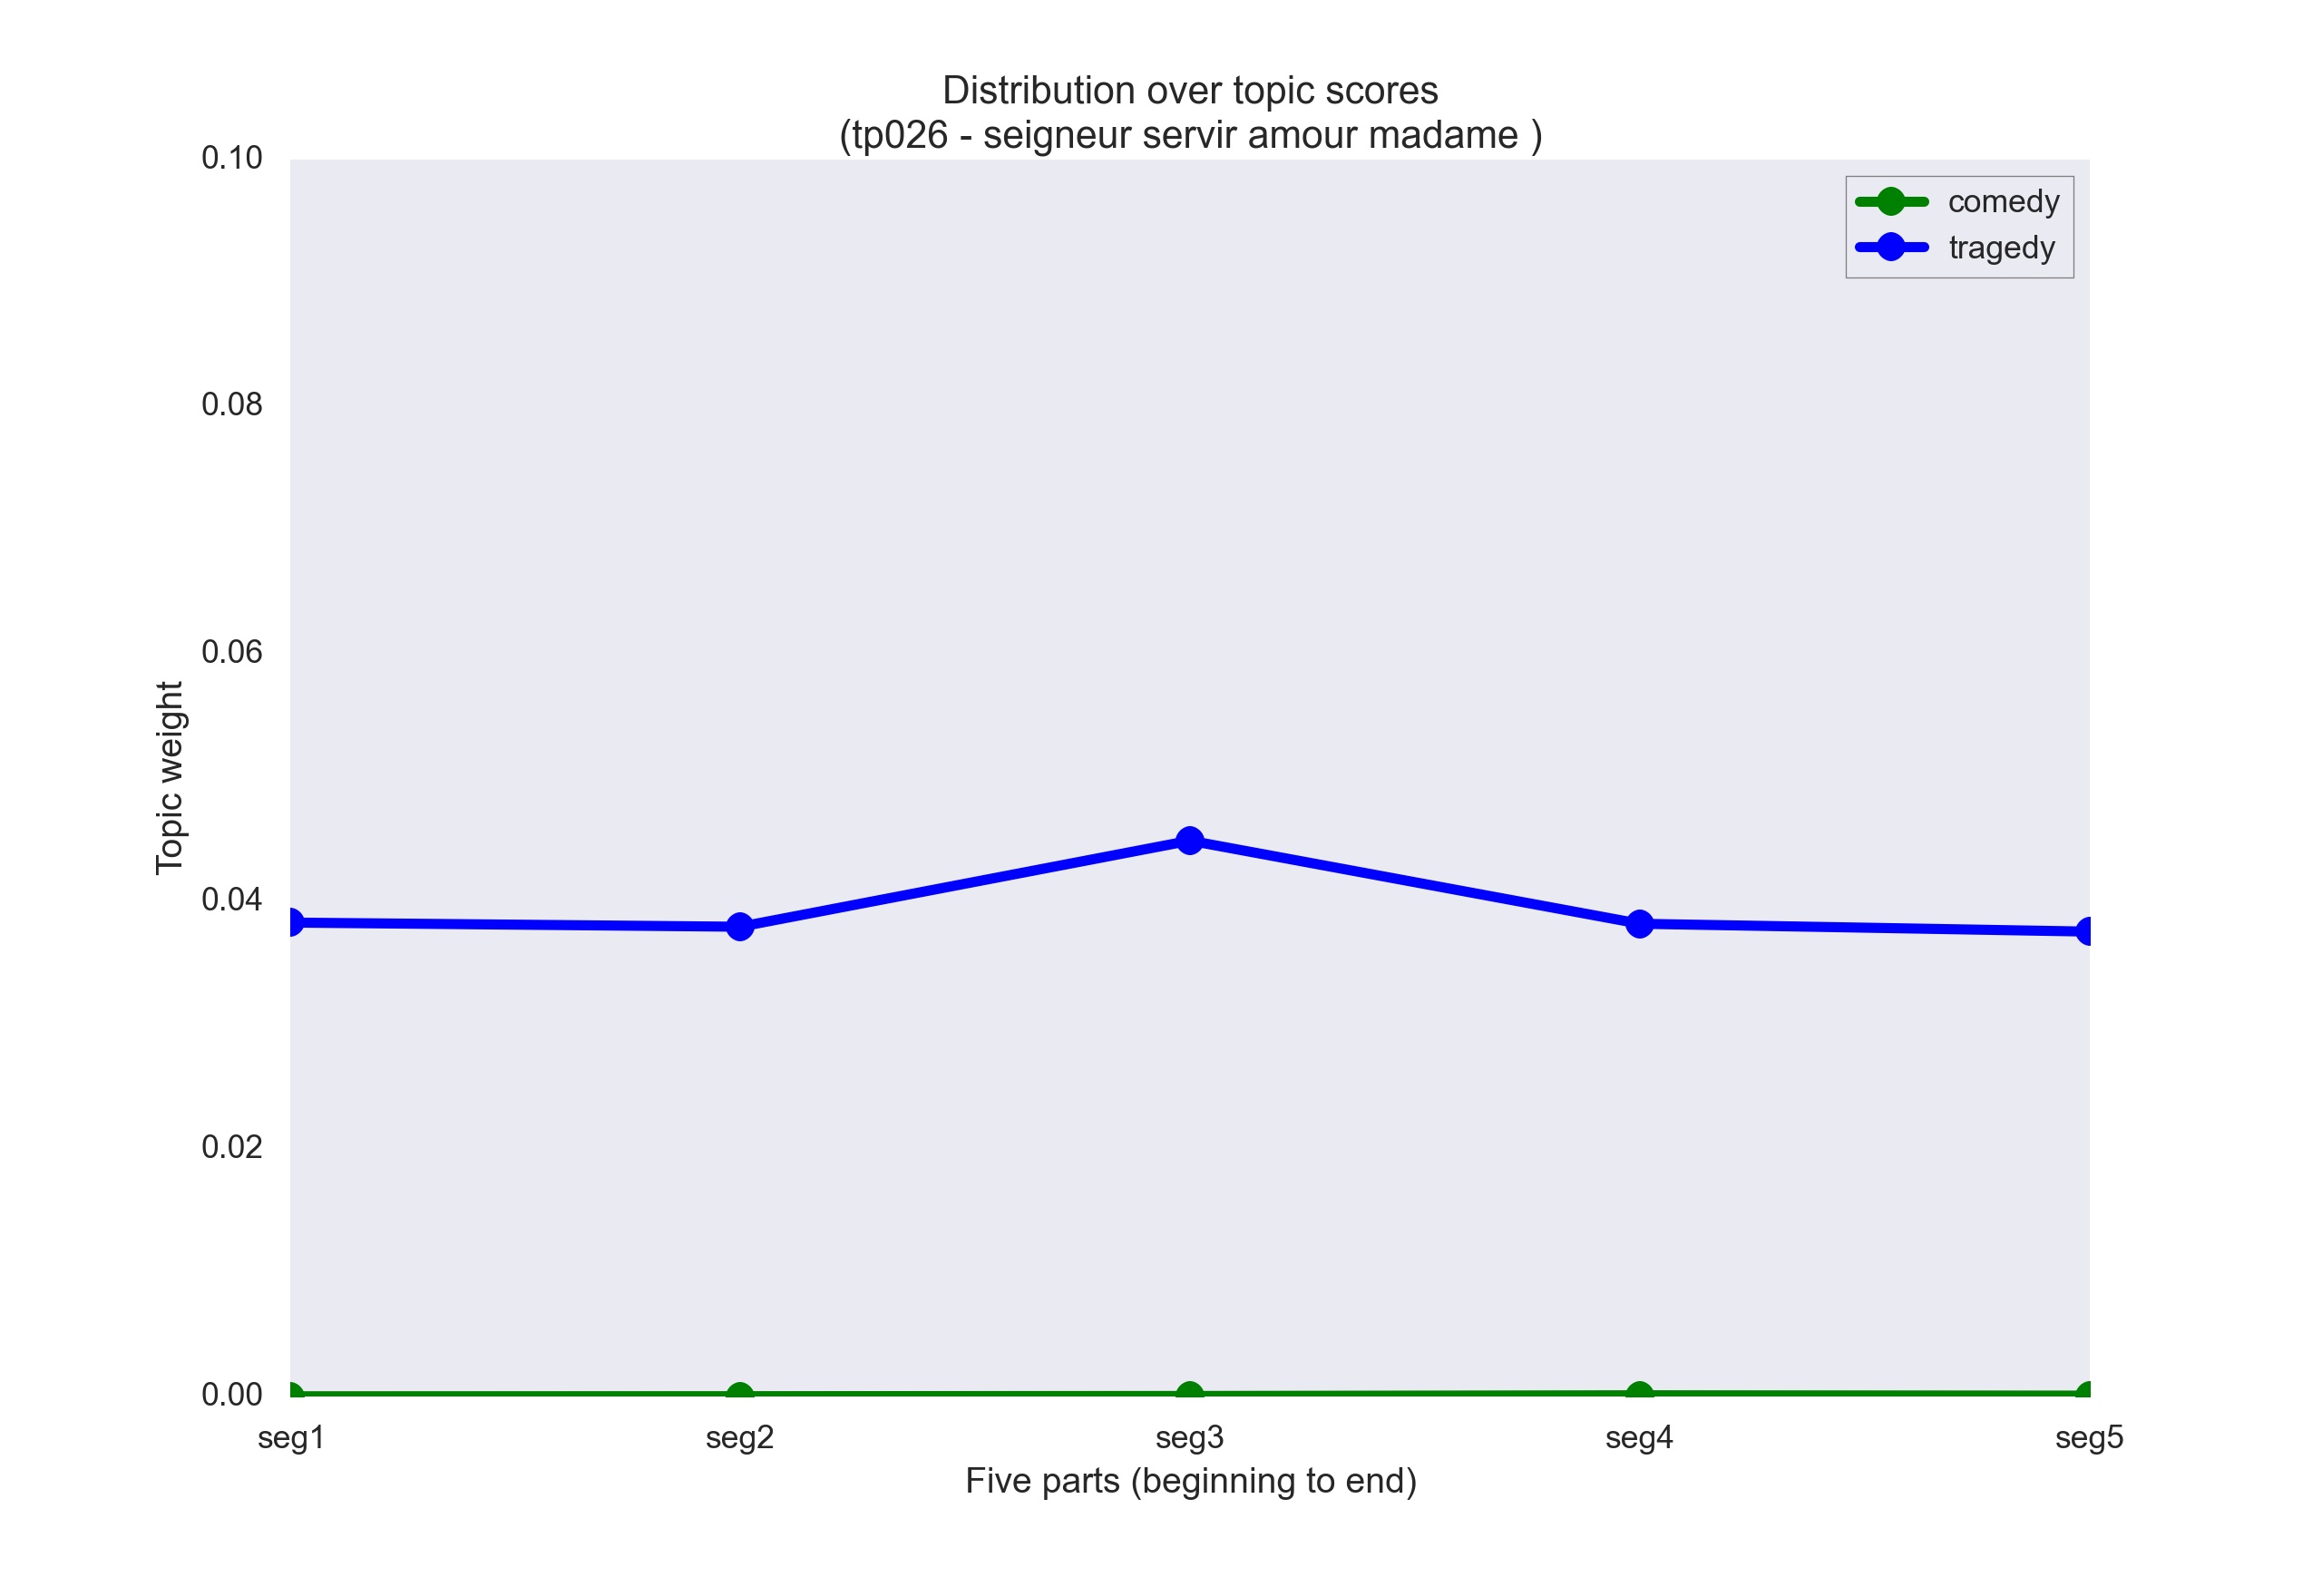 Distribution over topic scores
(tp026 - seigneur servir amour madame )
comedy
tragedy
0.10
0.08
0.06
0.04
0.02
0.00
Topic weight
seg1 seg2 seg3 seg4 seg5
Five parts (beginning to end)